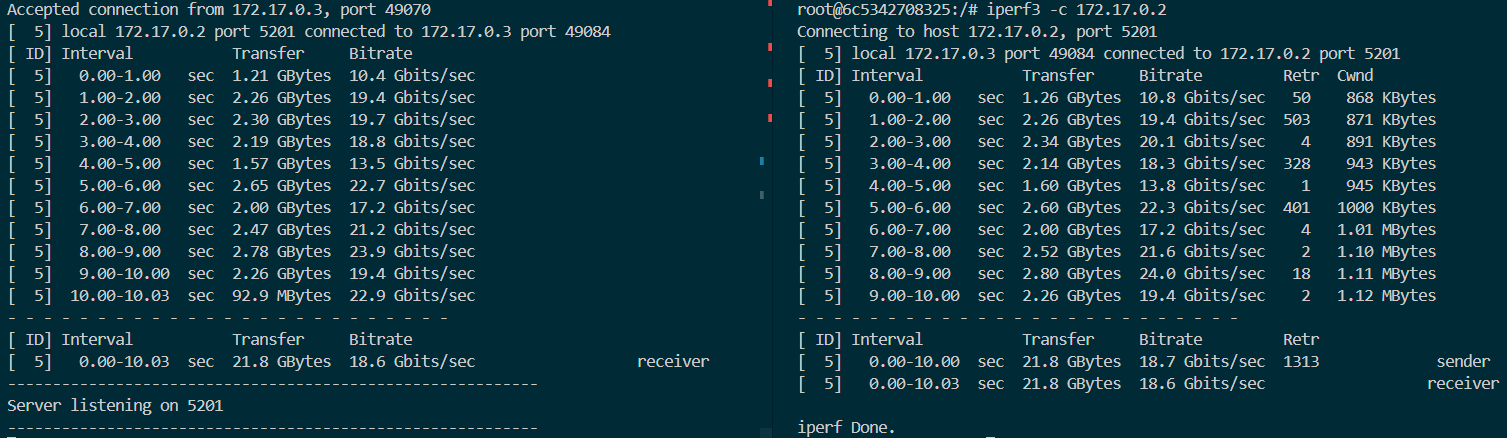 Accepted connection from 172.17.0.3, port 49070
[  5] local 172.17.0.2 port 5201 connected to 172.17.0.3 port 49084
[ ID] Interval           Transfer     Bitrate
[  5]   0.00-1.00   sec  1.21 GBytes  10.4 Gbits/sec
[  5]   1.00-2.00   sec  2.26 GBytes  19.4 Gbits/sec
[  5]   2.00-3.00   sec  2.30 GBytes  19.7 Gbits/sec
[  5]   3.00-4.00   sec  2.19 GBytes  18.8 Gbits/sec
[  5]   4.00-5.00   sec  1.57 GBytes  13.5 Gbits/sec
[  5]   5.00-6.00   sec  2.65 GBytes  22.7 Gbits/sec
[  5]   6.00-7.00   sec  2.00 GBytes  17.2 Gbits/sec
[  5]   7.00-8.00   sec  2.47 GBytes  21.2 Gbits/sec
[  5]   8.00-9.00   sec  2.78 GBytes  23.9 Gbits/sec
[  5]   9.00-10.00  sec  2.26 GBytes  19.4 Gbits/sec
[  5]  10.00-10.03  sec  92.9 MBytes  22.9 Gbits/sec
- - - - - - - - - - - - - - - - - - - - - - - - -
[ ID] Interval           Transfer     Bitrate
[  5]   0.00-10.03  sec  21.8 GBytes  18.6 Gbits/sec                  receiver
-----------------------------------------------------------
Server listening on 5201
-----------------------------------------------------------
root@6c5342708325:/# iperf3 -c 172.17.0.2
Connecting to host 172.17.0.2, port 5201
[  5] local 172.17.0.3 port 49084 connected to 172.17.0.2 port 5201
[ ID] Interval           Transfer     Bitrate         Retr  Cwnd
[  5]   0.00-1.00   sec  1.26 GBytes  10.8 Gbits/sec   50    868 KBytes
[  5]   1.00-2.00   sec  2.26 GBytes  19.4 Gbits/sec  503    871 KBytes
[  5]   2.00-3.00   sec  2.34 GBytes  20.1 Gbits/sec    4    891 KBytes
[  5]   3.00-4.00   sec  2.14 GBytes  18.3 Gbits/sec  328    943 KBytes
[  5]   4.00-5.00   sec  1.60 GBytes  13.8 Gbits/sec    1    945 KBytes
[  5]   5.00-6.00   sec  2.60 GBytes  22.3 Gbits/sec  401   1000 KBytes
[  5]   6.00-7.00   sec  2.00 GBytes  17.2 Gbits/sec    4   1.01 MBytes
[  5]   7.00-8.00   sec  2.52 GBytes  21.6 Gbits/sec    2   1.10 MBytes
[  5]   8.00-9.00   sec  2.80 GBytes  24.0 Gbits/sec   18   1.11 MBytes
[  5]   9.00-10.00  sec  2.26 GBytes  19.4 Gbits/sec    2   1.12 MBytes
- - - - - - - - - - - - - - - - - - - - - - - - -
[ ID] Interval           Transfer     Bitrate         Retr
[  5]   0.00-10.00  sec  21.8 GBytes  18.7 Gbits/sec  1313             sender
[  5]   0.00-10.03  sec  21.8 GBytes  18.6 Gbits/sec                  receiver
iperf Done.